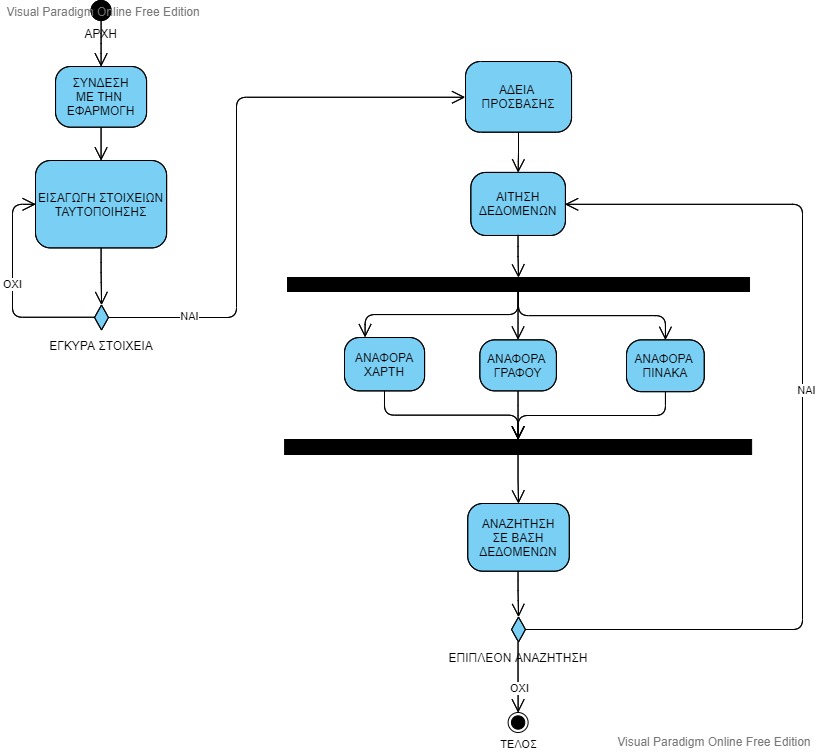 Visual Paradigm Online Free Edition
ΑΡΧΗ
ΣΥΝΔΕΣΗ
ΜΕ ΤΗΝ
ΕΦΑΡΜΟΓΗ
ΕΙΣΑΓΩΓΗ ΣΤΟΙΧΕΙΩΝ
ΤΑΥΤΟΠΟΙΗΣΗΣ
ΟΧΙ
ΝΑΙ
ΕΓΚΥΡΑ ΣΤΟΙΧΕΙΑ
ΑΔΕΙΑ
ΠΡΟΣΒΑΣΗΣ
ΑΙΤΗΣΗ
ΔΕΔΟΜΕΝΩΝ
ΑΝΑΦΟΡΑ
ΧΑΡΤΗ
ΑΝΑΦΟΡΑ
ΓΡΑΦΟΥ
ΑΝΑΦΟΡΑ
ΠΙΝΑΚΑ
ΝΑΙ
ΑΝΑΖΗΤΗΣΗ
ΣΕ ΒΑΣΗ
ΔΕΔΟΜΕΝΩΝ
ΕΠΙΠΛΕΟΝ ΑΝΑΖΗΤΗΣΗ
ΟΧΙ
ΤΕΛΟΣ
Visual Paradigm Online Free Edition